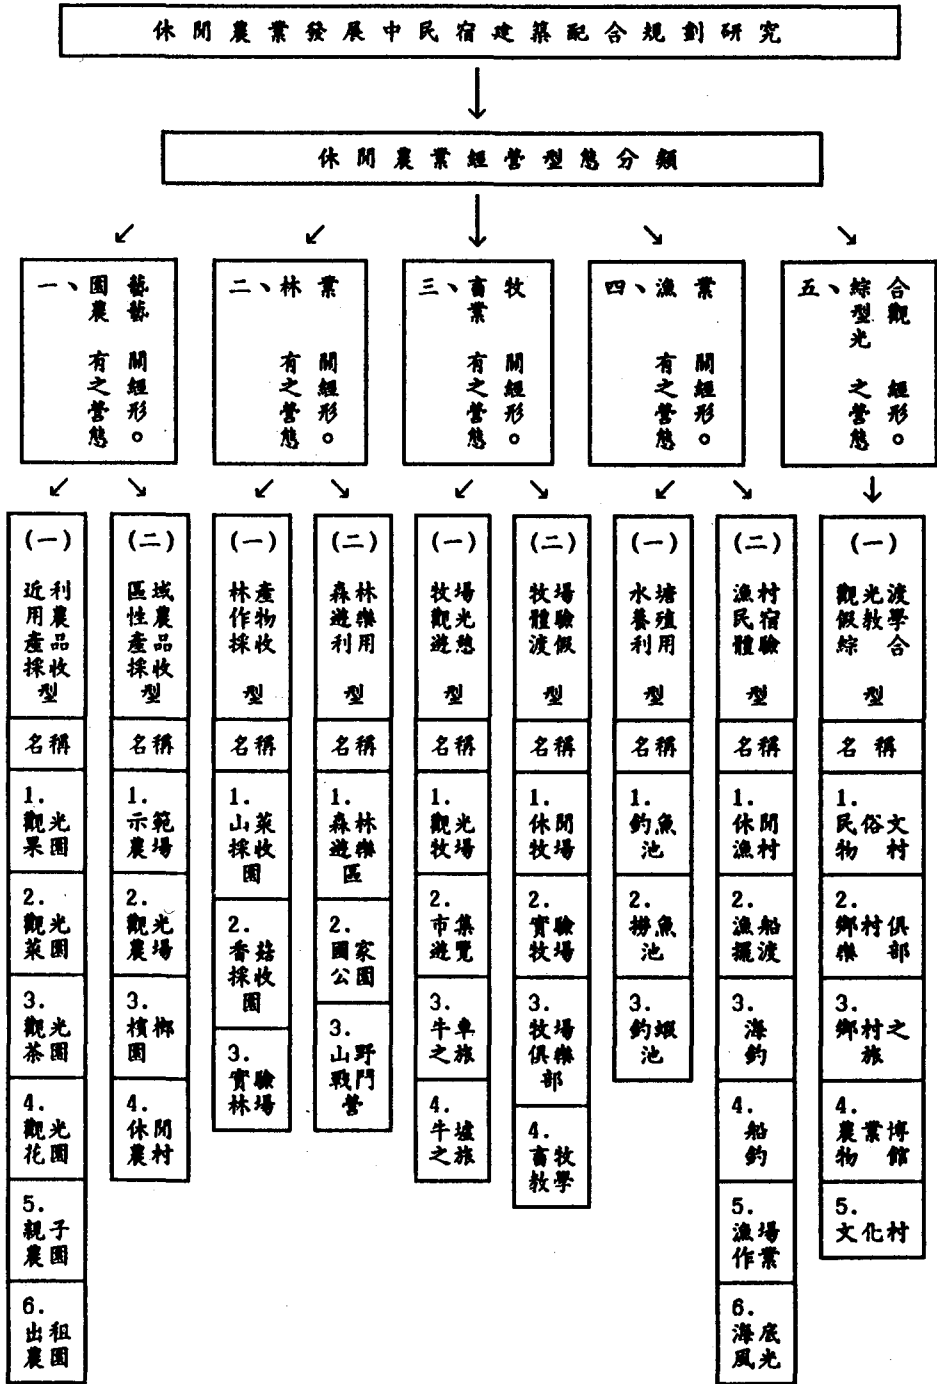 休閒農業發展中民宿建築配合規劃研究
休閒農業經營型態分類
一、園藝
農藝
有關
之經
營形
態。
二、林業
有關
之經
營形
態。
三、畜牧
業
有關
之經
營形
態。
四、漁業
有關
之經
營形
態。
五、綜合
型觀
光
之經
營形
態。
(一)
近利
用農
產品
採收
型
名稱
1.
觀光
果園
2.
觀光
菜園
3.
觀光
茶園
4.
觀光
花園
5.
親子
農園
6.
出租
農園
(二)
區域
性農
產品
採收
型
名稱
1.
示範
農場
2.
觀光
農場
3.
檳榔
園
4.
休閒
農村
(一)
林產
作物
採收
型
名稱
1.
山菜
採收
園
2.
香菇
採收
園
3.
實驗
林場
(二)
森林
遊樂
利用
型
名稱
1.
森林
遊樂
區
2.
國家
公園
3.
山野
戰鬥
營
(一)
牧場
觀光
遊憩
型
名稱
1.
觀光
牧場
2.
市集
遊覽
3.
牛車
之旅
4.
牛墟
之旅
(二)
牧場
體驗
渡假
型
名稱
1.
休閒
牧場
2.
實驗
牧場
3.
牧場
俱樂
部
4.
畜牧
教學
(一)
水塘
養殖
利用
型
名稱
1.
釣魚
池
2.
撈魚
池
3.
釣蝦
池
(二)
漁村
民宿
體驗
型
名稱
1.
休閒
漁村
2.
漁船
擺渡
3.
海
釣
4.
船
釣
5.
漁場
作業
6.
海底
風光
(一)
觀光渡
假教學
綜合
型
名稱
1.
民俗文
物村
2.
鄉村俱
樂部
3.
鄉村之
旅
4.
農業博
物館
5.
文化村